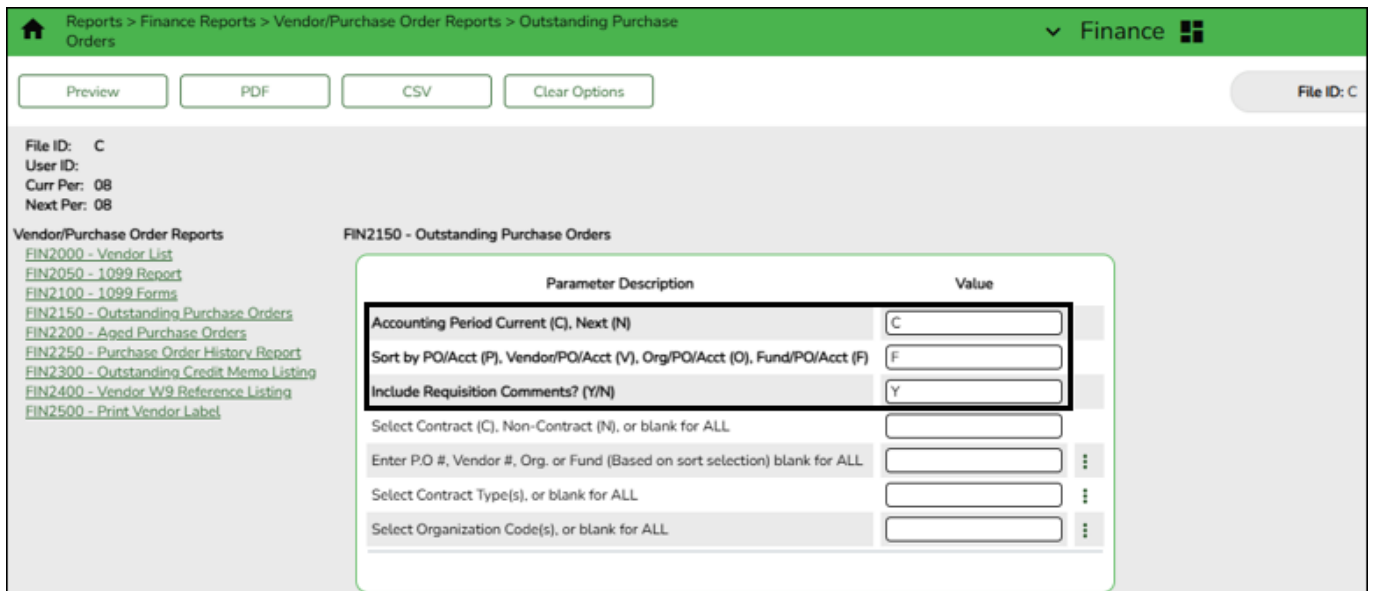 Reports > Finance Reports > Vendor/Purchase Order Reports > Outstanding Purchase
Orders
Finance
Preview
PDF
CSV
Clear Options
File ID: C
File ID: C
User ID:
Curr Per: 08
Next Per: 08
Vendor/Purchase Order Reports
FIN2000 - Vendor List
FIN2050 - 1099 Report
FIN2100 - 1099 Forms
FIN2150 - Outstanding Purchase Orders
FIN2200 - Aged Purchase Orders
FIN2250 - Purchase Order History Report
FIN2300 - Outstanding Credit Memo Listing
FIN2400 - Vendor W9 Reference Listing
FIN2500 - Print Vendor Label
FIN2150 - Outstanding Purchase Orders
Parameter Description Value
Accounting Period Current (C), Next (N) C
Sort by PO/Acct (P), Vendor/PO/Acct (V), Org/PO/Acct (O), Fund/PO/Acct (F) F
Include Requisition Comments? (Y/N) Y
Select Contract (C), Non-Contract (N), or blank for ALL
Enter P.O #, Vendor #, Org. or Fund (Based on sort selection) blank for ALL
Select Contract Type(s), or blank for ALL
Select Organization Code(s), or blank for ALL